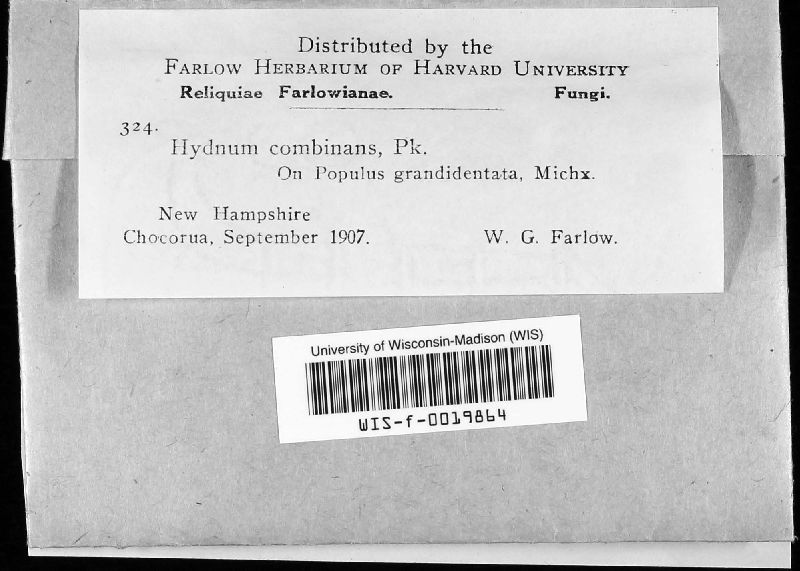 Distributed by the
FARLOW HERBARIUM OF HARVARD UNIVERSITY
Reliquiae Farlowianae. Fungi.
324.
Hydnum combinans, Pk.
On Populus grandidentata, Michx.
New Hampshire
Chocorua, September 1907. W. G. Farlow.
University of Wisconsin-Madison (WIS)
WIS-f-0019864